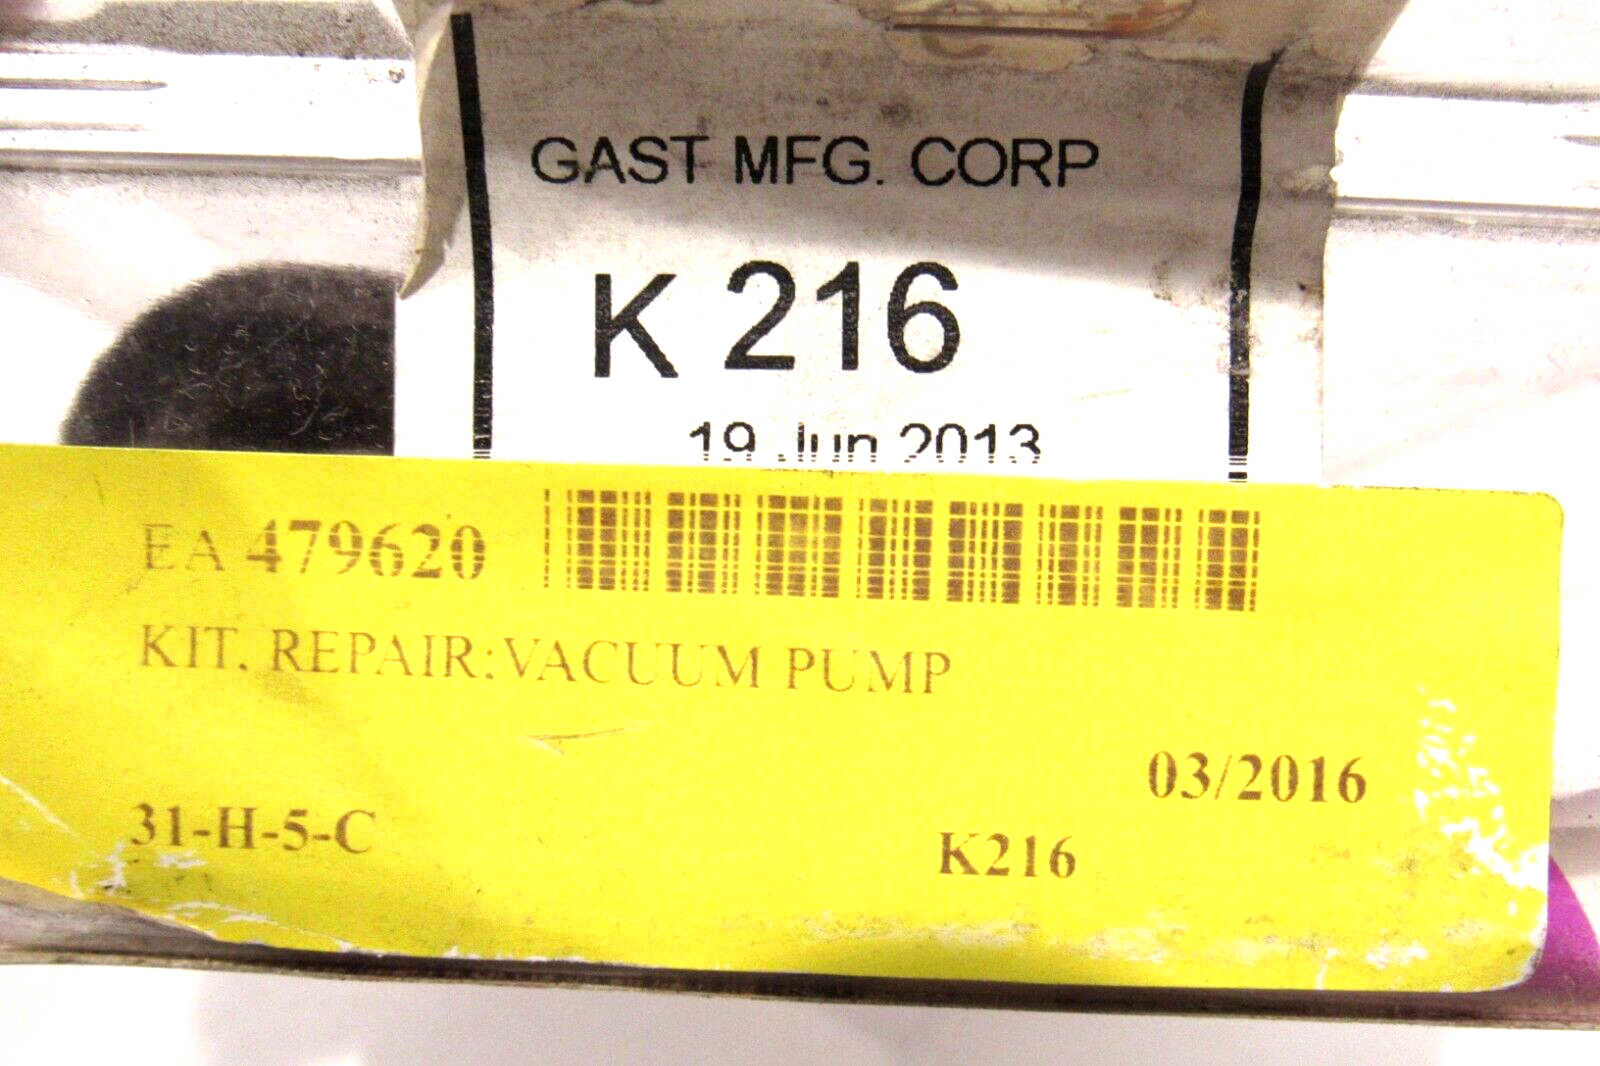 GAST MFG. CORP
K 216
19 Jun 2013
EA 479620
KIT, REPAIR:VACUUM PUMP
03/2016
31-H-5-C
K216